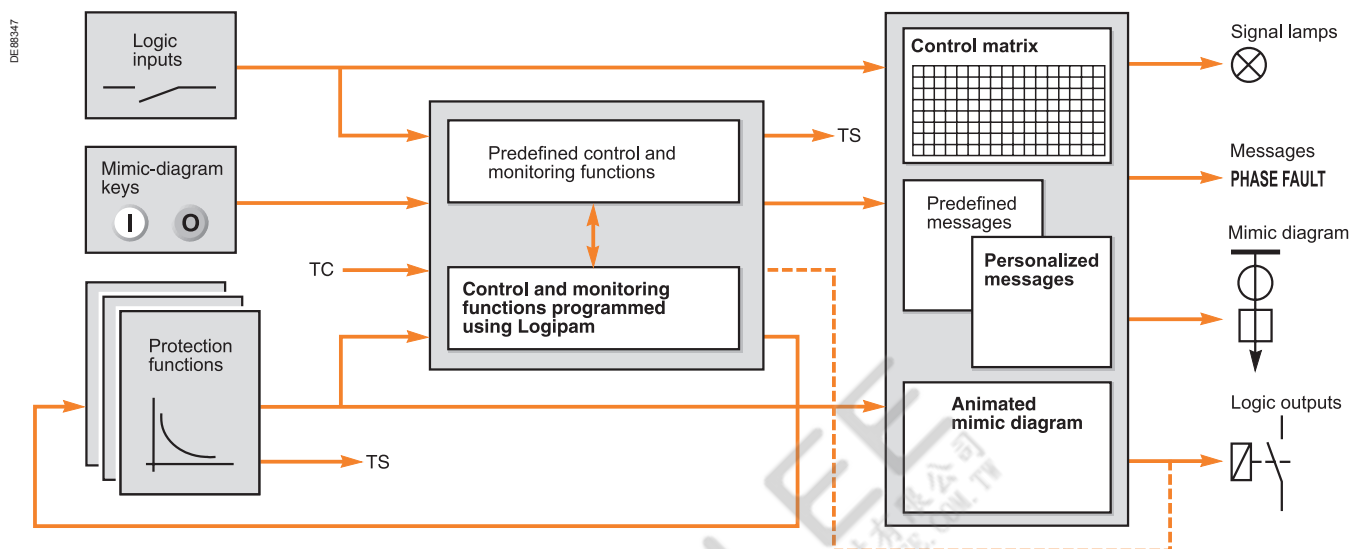 DE88347
Logic
inputs
Mimic-diagram
keys
I O
Protection
functions
TS
TC
Predefined control and
monitoring functions
Control and monitoring
functions programmed
using Logipam
TS
Control matrix
Predefined
messages
Personalized
messages
Animated
mimic diagram
Signal lamps
Messages
PHASE FAULT
Mimic diagram
Logic outputs